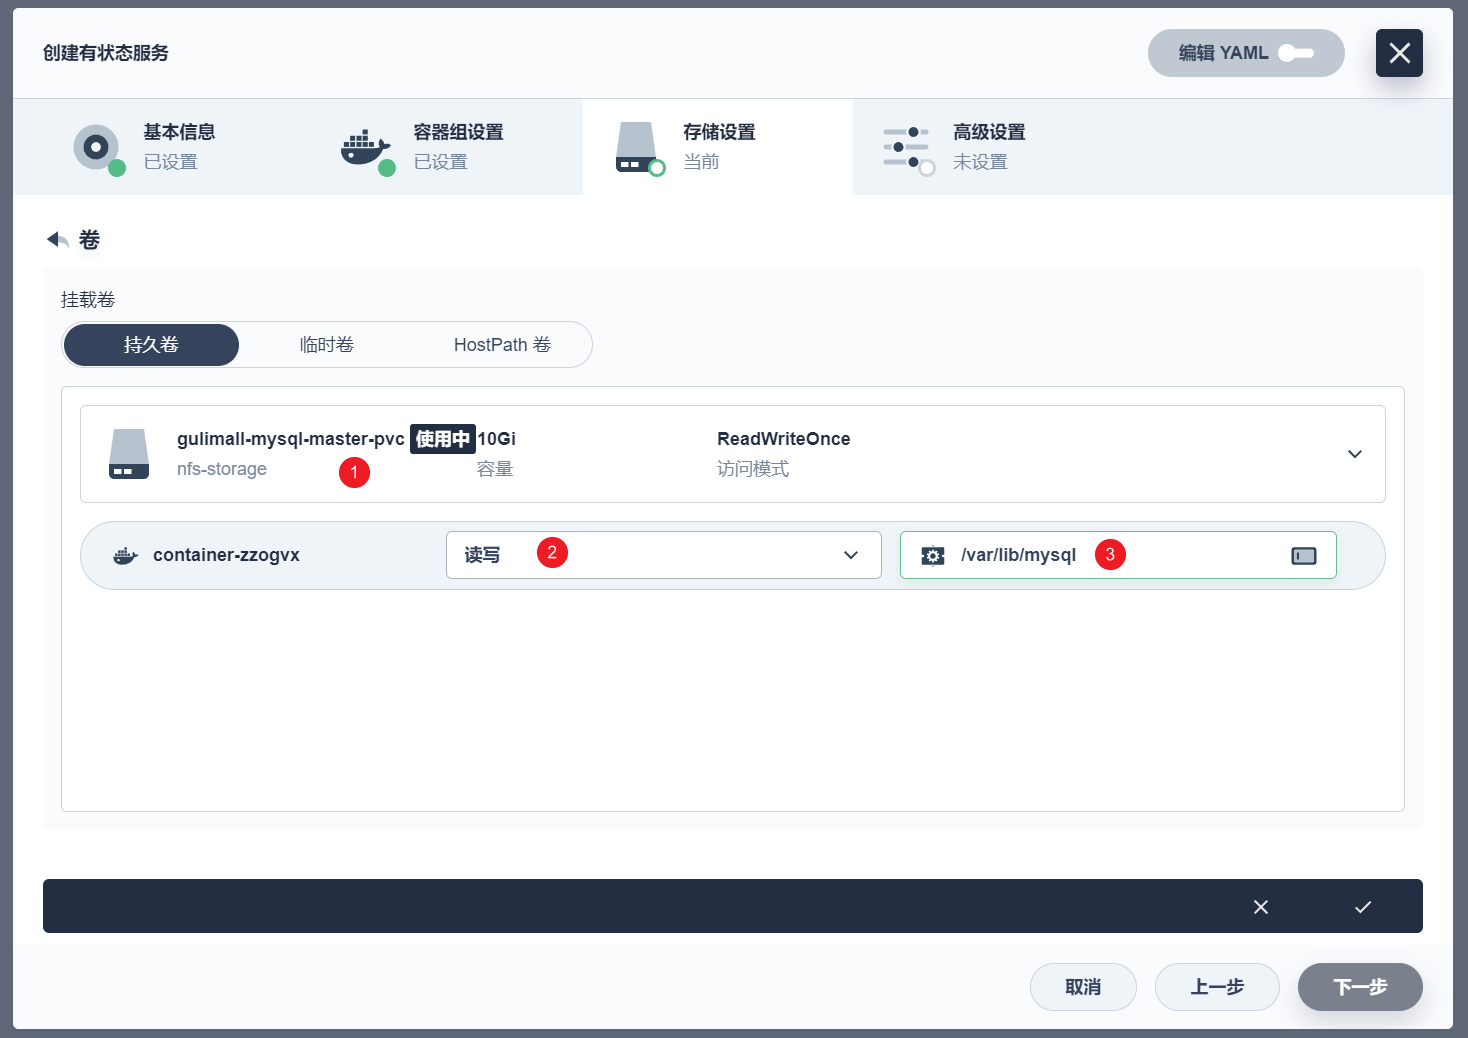 创建有状态服务
编辑 YAML
基本信息
已设置
容器组设置
已设置
存储设置
当前
高级设置
未设置
卷
挂载卷
持久卷
临时卷
HostPath 卷
gulimall-mysql-master-pvc 使用中
10Gi
ReadWriteOnce
nfs-storage
1
容量
访问模式
container-zzogvx
读写
2
/var/lib/mysql
3
取消
上一步
下一步